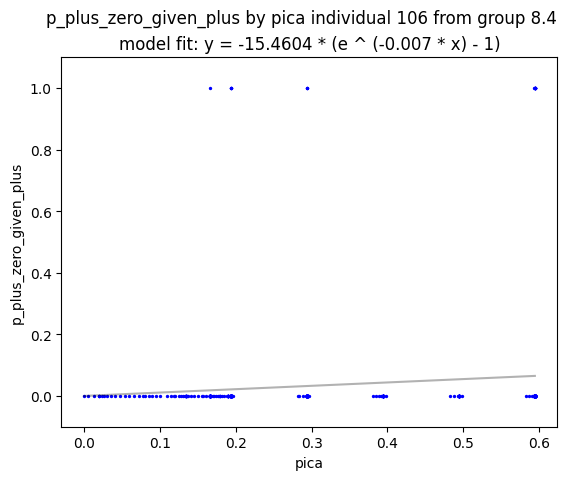 p_plus_zero_given_plus by pica individual 106 from group 8.4
model fit: y = -15.4604 * (e ^ (-0.007 * x) - 1)
1.0
0.8
0.6
0.4
0.2
0.0
p_plus_zero_given_plus
0.0 0.1 0.2 0.3 0.4 0.5 0.6
pica